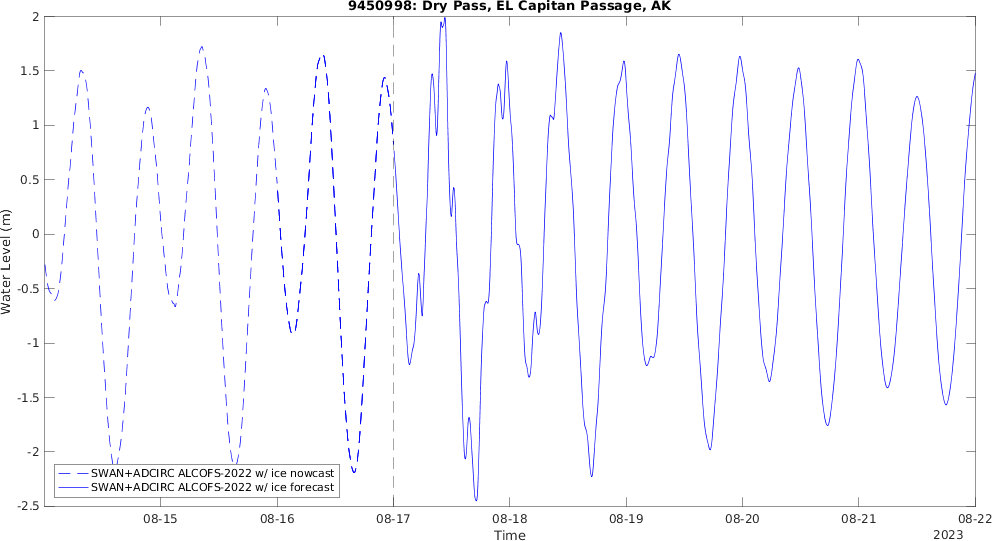 9450998: Dry Pass, EL Capitan Passage, AK
2
1.5
1
0.5
0
-0.5
-1
-1.5
-2
-2.5
Water Level (m)
SWAN+ADCIRC ALCOFS-2022 w/ ice nowcast
SWAN+ADCIRC ALCOFS-2022 w/ ice forecast
08-15 08-16 08-17 08-18 08-19 08-20 08-21 08-22
Time
2023